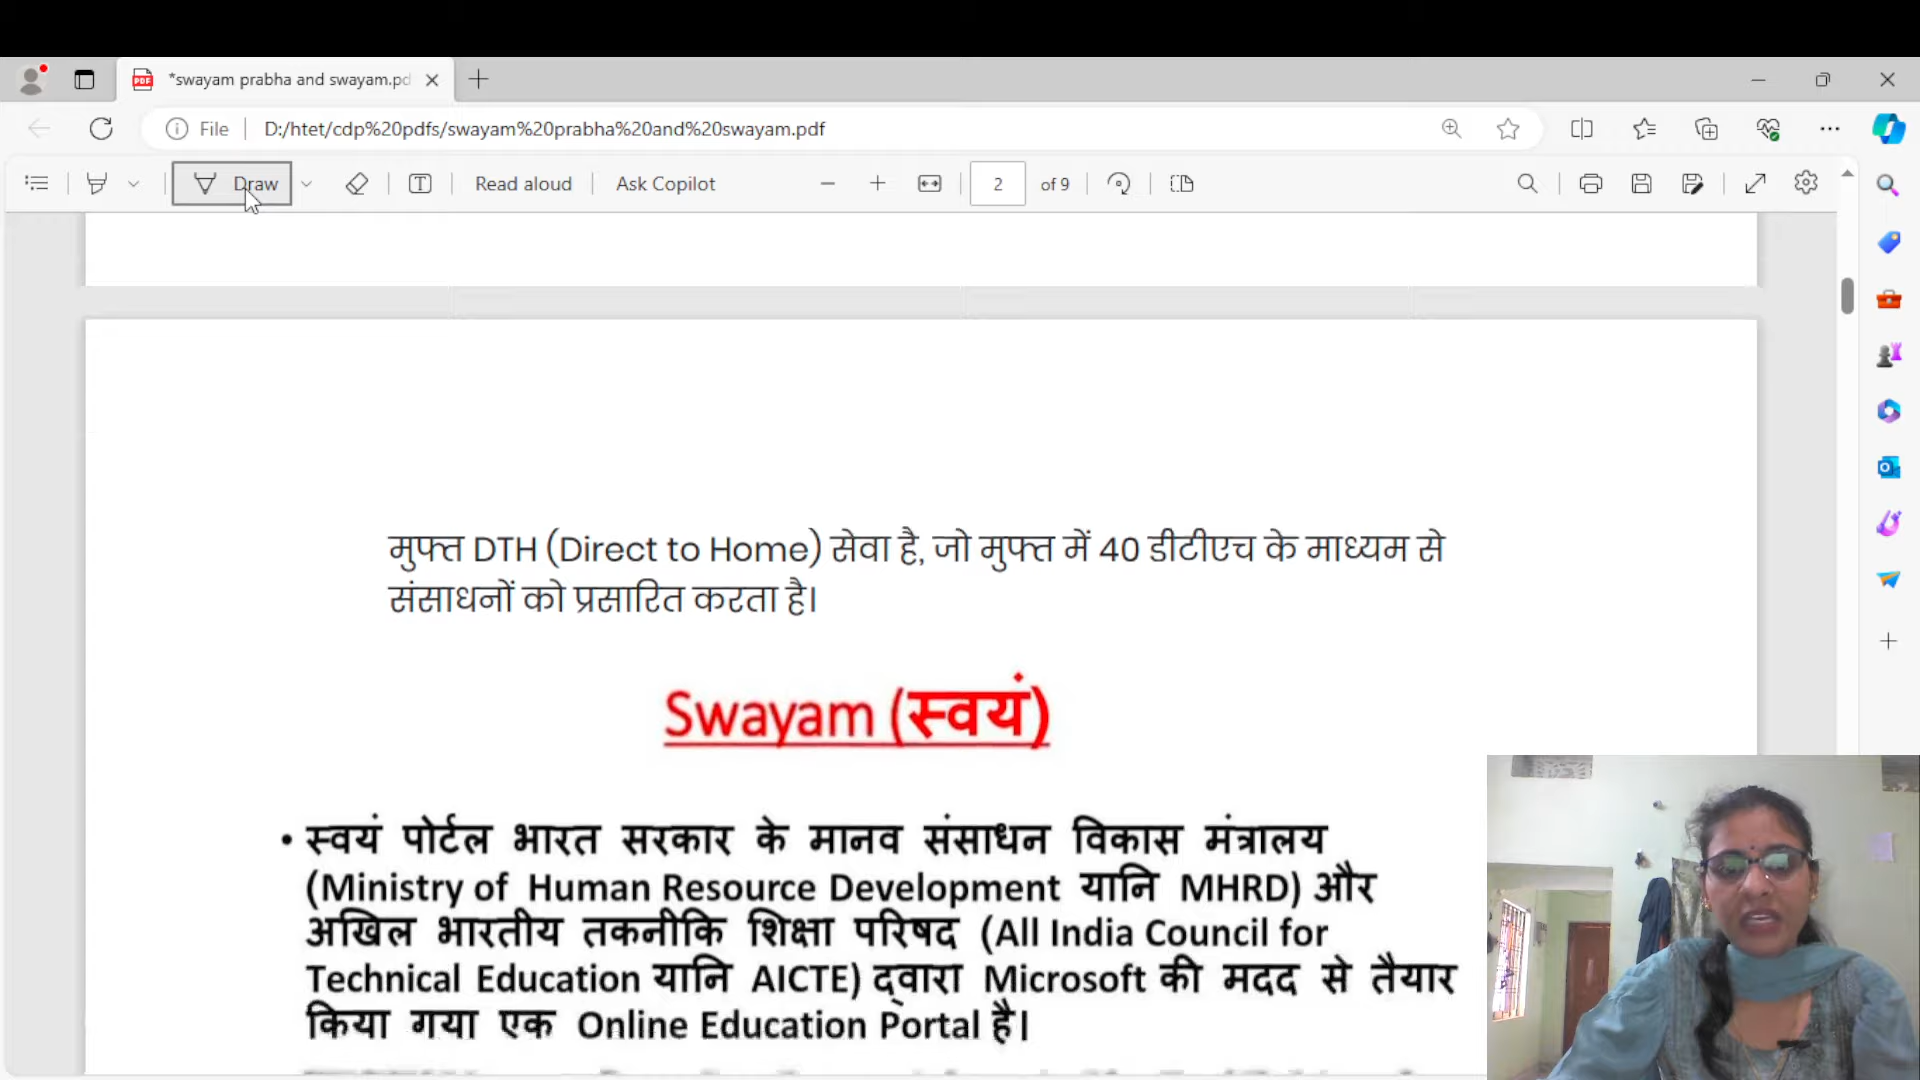 *swayam prabha and swayam.pd
File
D:/htet/cdp%20pdfs/swayam%20prabha%20and%20swayam.pdf
Draw
Read aloud
Ask Copilot
2
of 9
मुफ्त DTH (Direct to Home) सेवा है, जो मुफ्त में 40 डीटीएच के माध्यम से
संसाधनों को प्रसारित करता है।
Swayam (स्वयं)
• स्वयं पोर्टल भारत सरकार के मानव संसाधन विकास मंत्रालय
(Ministry of Human Resource Development यानि MHRD) और
अखिल भारतीय तकनीकि शिक्षा परिषद (All India Council for
Technical Education यानि AICTE) द्वारा Microsoft की मदद से तैयार
किया गया एक Online Education Portal है।